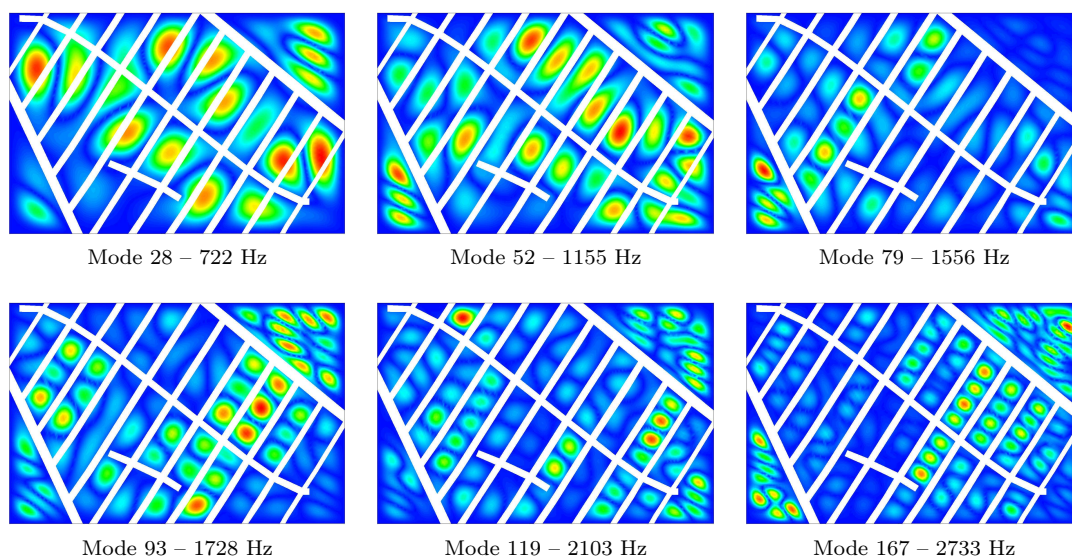 Mode 28 – 722 Hz
Mode 52 – 1155 Hz
Mode 79 – 1556 Hz
Mode 93 – 1728 Hz
Mode 119 – 2103 Hz
Mode 167 – 2733 Hz